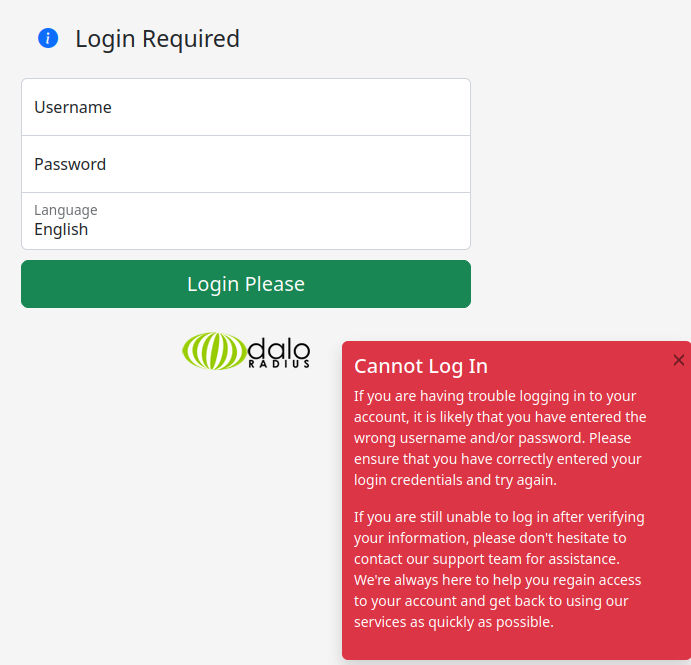 Login Required
Username
Password
Language
English
Login Please
dalo
RADIUS
Cannot Log In
If you are having trouble logging in to your
account, it is likely that you have entered the
wrong username and/or password. Please
ensure that you have correctly entered your
login credentials and try again.
If you are still unable to log in after verifying
your information, please don't hesitate to
contact our support team for assistance.
We're always here to help you regain access
to your account and get back to using our
services as quickly as possible.